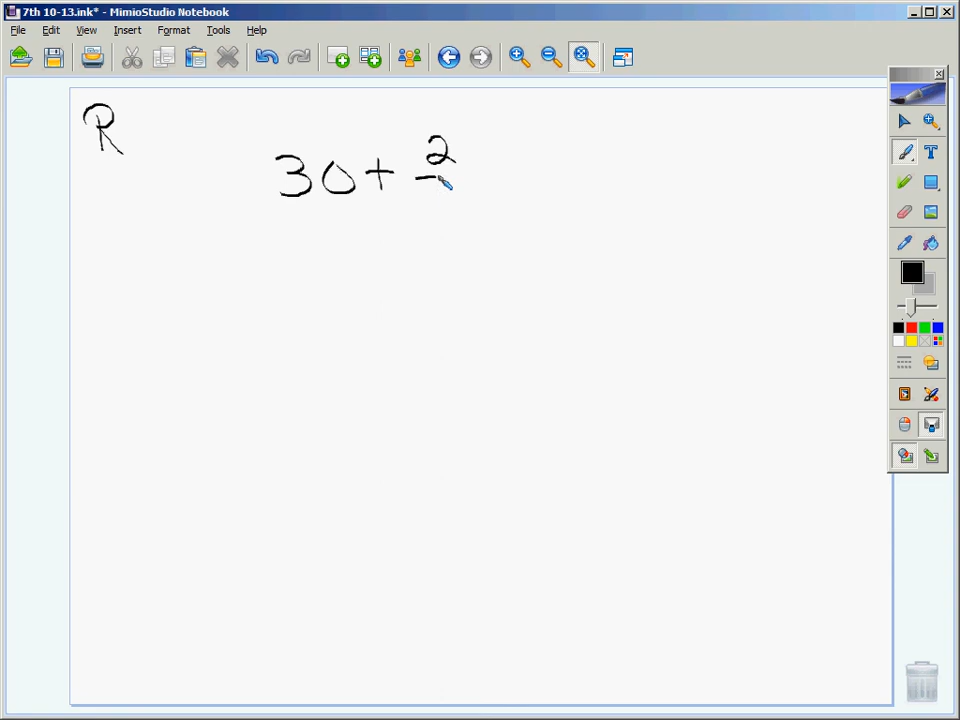 7th 10-13.ink* - MimioStudio Notebook
File Edit View Insert Format Tools Help
R
30 + 2
T